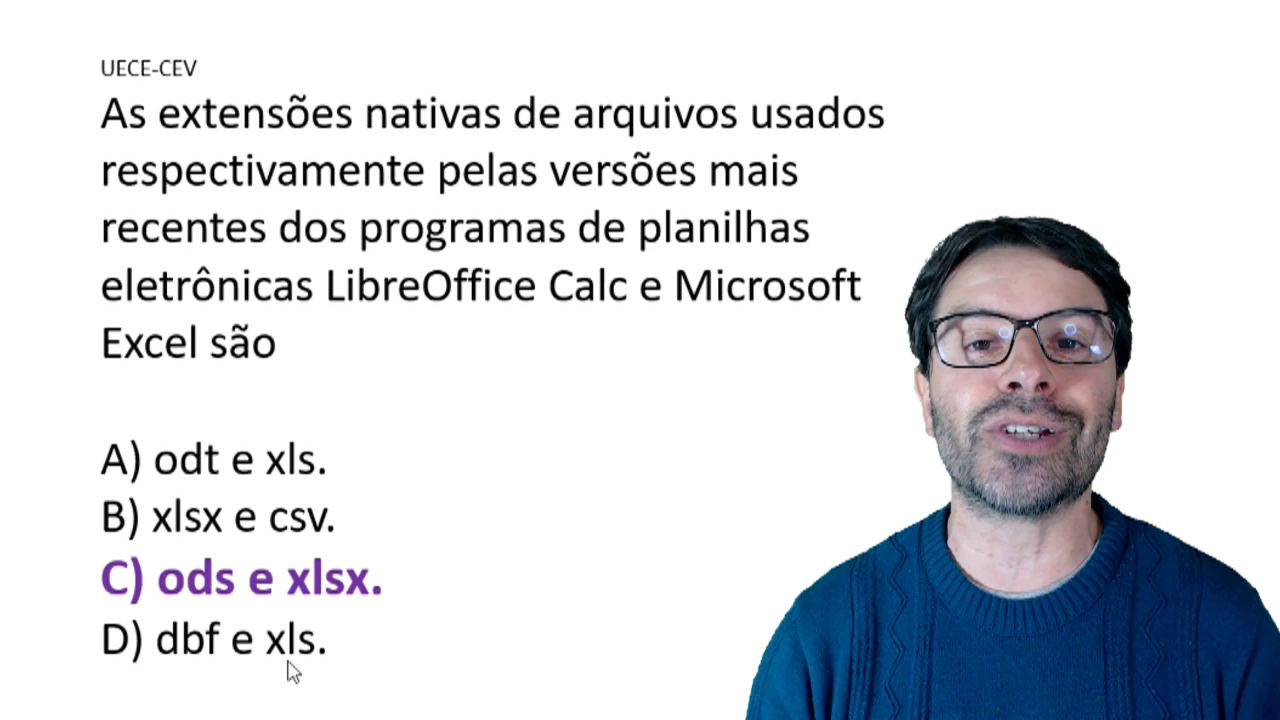 UECE-CEV
As extensões nativas de arquivos usados
respectivamente pelas versões mais
recentes dos programas de planilhas
eletrônicas LibreOffice Calc e Microsoft
Excel são
A) odt e xls.
B) xlsx e csv.
C) ods e xlsx.
D) dbf e xls.